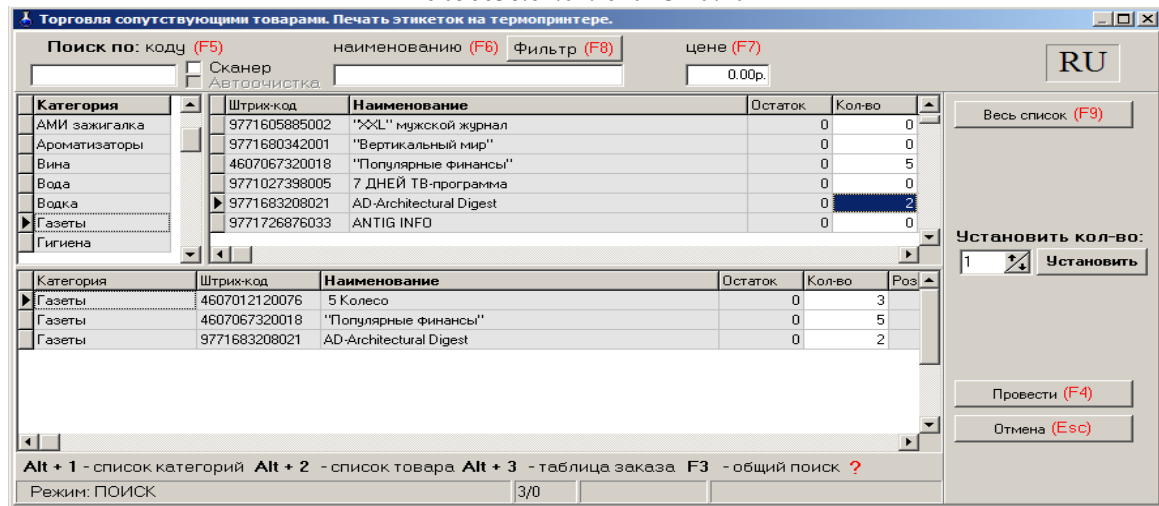 Торговля сопутствующими товарами. Печать этикеток на термопринтере.
Поиск по: коду (F5) наименованию (F6) Фильтр (F8) цене (F7)
Сканер
Авточистка
0.00р.
RU
Категория
АМИ зажигалка
Ароматизаторы
Вина
Вода
Водка
Газеты
Гигиена
Штрих-код Наименование Остаток Кол-во
9771605885002 "XXL" мужской журнал 0 0
9771680342001 "Вертикальный мир" 0 0
4607067320018 "Популярные финансы" 0 5
9771027398005 7 ДНЕЙ ТВ-программа 0 0
9771683208021 AD-Architectural Digest 0 2
9771726876033 ANTIG INFO 0 0
Весь список (F9)
Установить кол-во:
1 Установить
Категория Штрих-код Наименование Остаток Кол-во Роз
Газеты 4607012120076 5 Колесо 0 3
Газеты 4607067320018 "Популярные финансы" 0 5
Газеты 9771683208021 AD-Architectural Digest 0 2
Провести (F4)
Отмена (Esc)
Alt + 1 - список категорий Alt + 2 - список товара Alt + 3 - таблица заказа F3 - общий поиск ?
Режим: ПОИСК 3/0